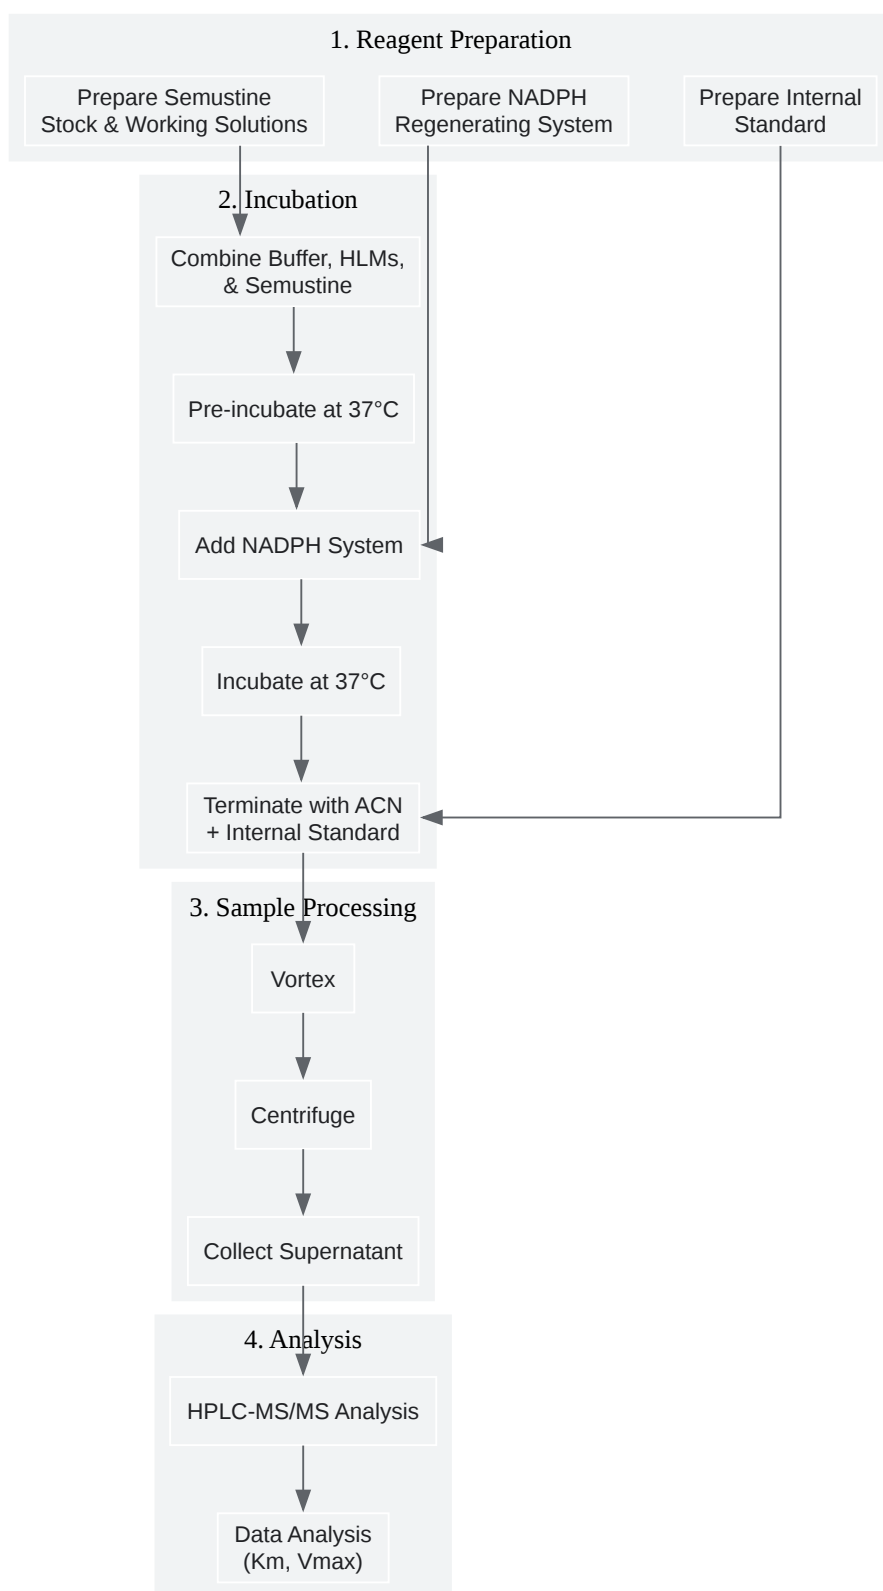 1. Reagent Preparation
Prepare Semustine
Stock & Working Solutions
Prepare NADPH
Regenerating System
Prepare Internal
Standard
2. Incubation
Combine Buffer, HLMs,
& Semustine
Pre-incubate at 37°C
Add NADPH System
Incubate at 37°C
Terminate with ACN
+ Internal Standard
3. Sample Processing
Vortex
Centrifuge
Collect Supernatant
4. Analysis
HPLC-MS/MS Analysis
Data Analysis
(Km, Vmax)